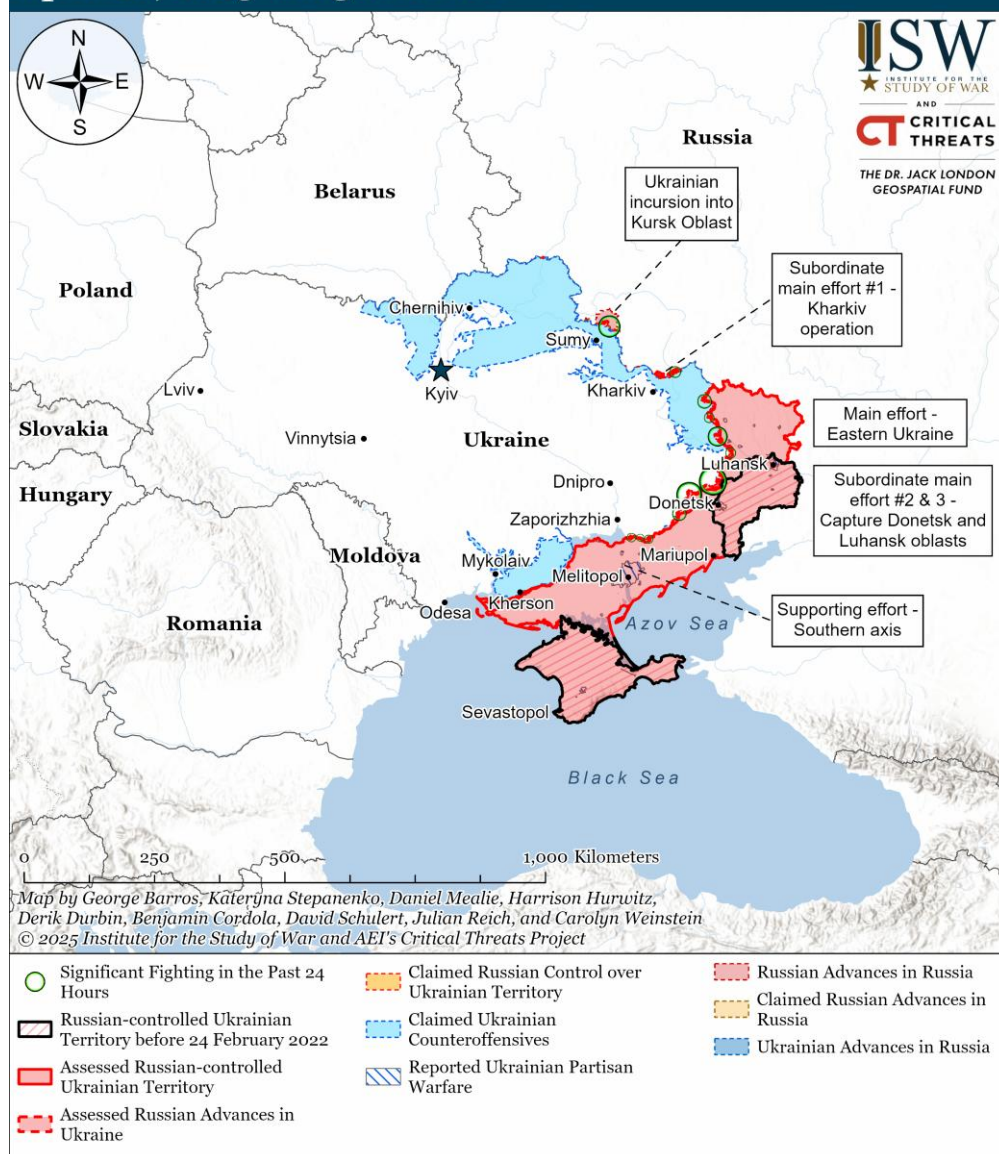 N
W E
S
ISW
INSTITUTE FOR THE
STUDY OF WAR
AND
CT CRITICAL
THREATS
THE DR. JACK LONDON
GEOSPATIAL FUND
Russia
Belarus
Ukrainian
incursion into
Kursk Oblast
Subordinate
main effort #1 -
Kharkiv
operation
Poland
Chernihiv
Sumy
Kyiv
Kharkiv
Lviv
Slovakia
Vinnytsia
Ukraine
Main effort -
Eastern Ukraine
Hungary
Luhansk
Dnipro
Donetsk
Subordinate main
effort #2 & 3 -
Capture Donetsk and
Luhansk oblasts
Zaporizhzhia
Moldova
Mykolaiv
Mariupol
Melitopol
Kherson
Odesa
Romania
Azov Sea
Supporting effort -
Southern axis
Sevastopol
Black Sea
0 250 500 1,000 Kilometers
Map by George Barros, Kateryna Stepanenko, Daniel Mealie, Harrison Hurwitz,
Derik Durbin, Benjamin Cordola, David Schulert, Julian Reich, and Carolyn Weinstein
© 2025 Institute for the Study of War and AEI's Critical Threats Project
Significant Fighting in the Past 24
Hours
Russian-controlled Ukrainian
Territory before 24 February 2022
Assessed Russian-controlled
Ukrainian Territory
Assessed Russian Advances in
Ukraine
Claimed Russian Control over
Ukrainian Territory
Claimed Ukrainian
Counteroffensives
Reported Ukrainian Partisan
Warfare
Russian Advances in Russia
Claimed Russian Advances in
Russia
Ukrainian Advances in Russia